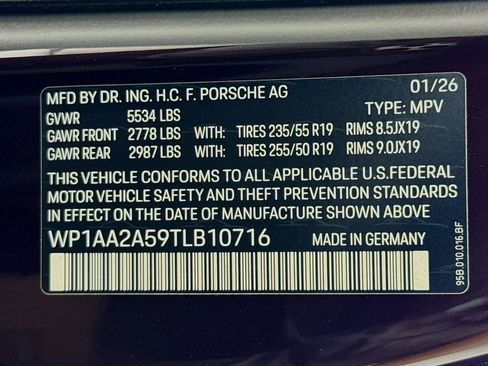 MFD BY DR. ING. H.C. F. PORSCHE AG 01/26
GVWR 5534 LBS TYPE: MPV
GAWR FRONT 2778 LBS WITH: TIRES 235/55 R19 RIMS 8.5JX19
GAWR REAR 2987 LBS WITH: TIRES 255/50 R19 RIMS 9.0JX19
THIS VEHICLE CONFORMS TO ALL APPLICABLE U.S.FEDERAL
MOTOR VEHICLE SAFETY AND THEFT PREVENTION STANDARDS
IN EFFECT ON THE DATE OF MANUFACTURE SHOWN ABOVE.
WP1AA2A59TLB10716 MADE IN GERMANY
95B.010.016.BF